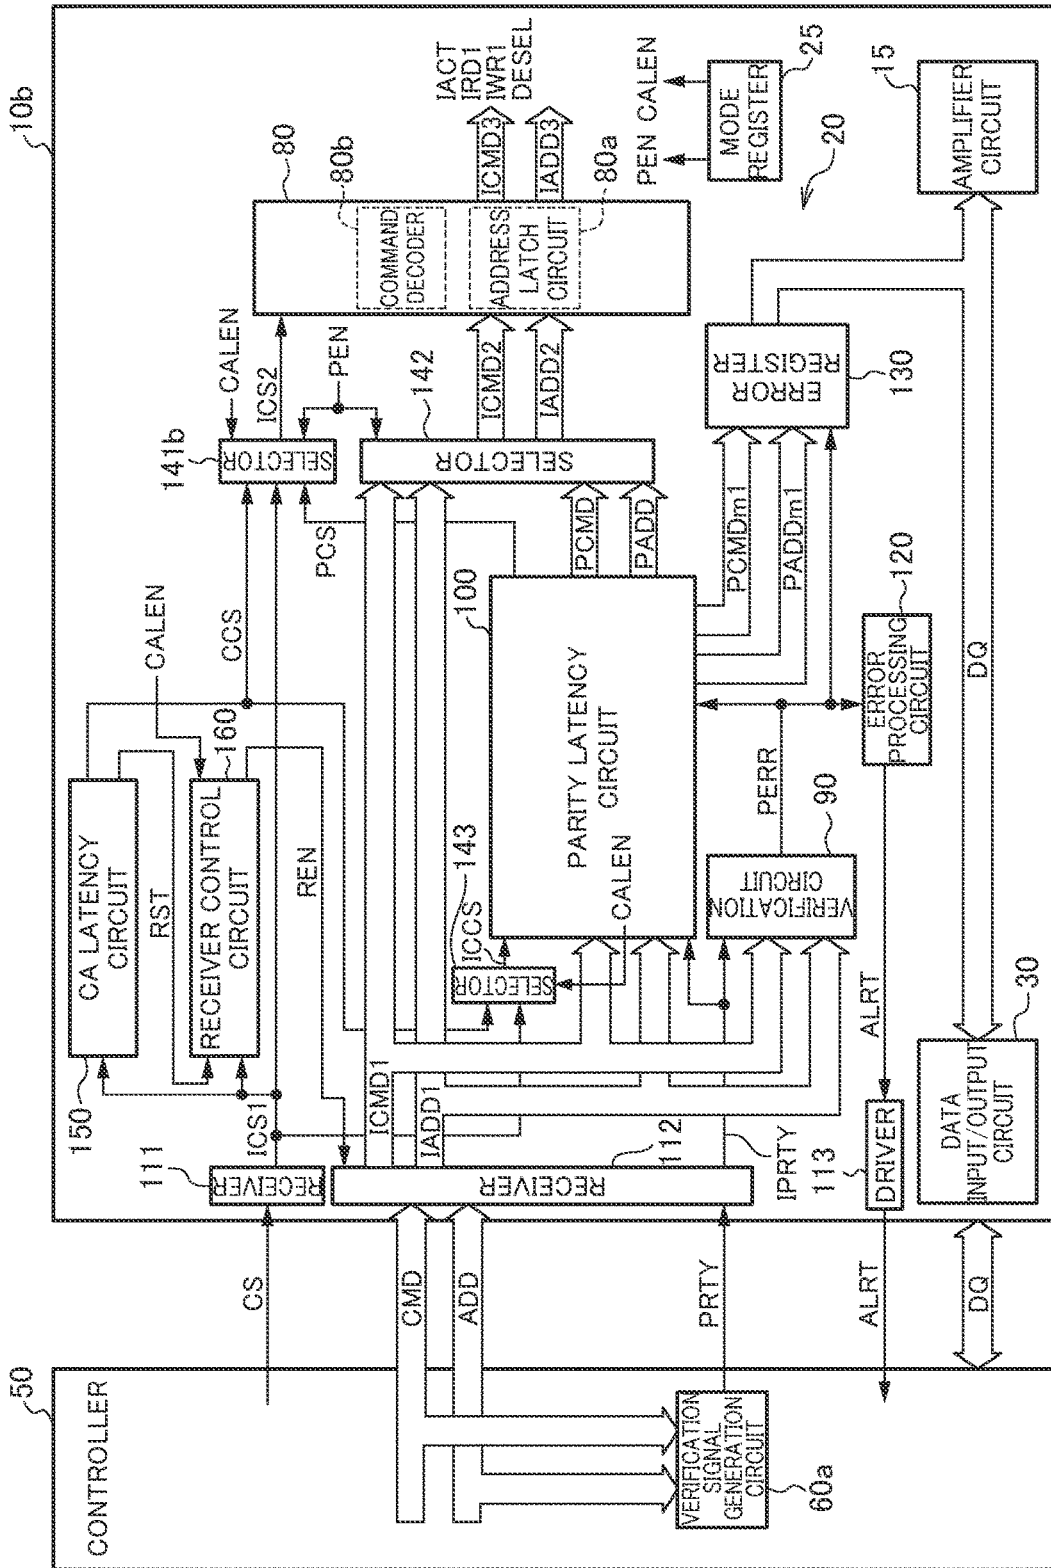 50
CONTROLLER
VERIFICATION
SIGNAL
GENERATION
CIRCUIT
60a
CS
CMD
ADD
PRTY
ALRT
DQ
10b
111
RECEIVER
RECEIVER
112
IPRTY
113
DRIVER
ALRT
DATA
INPUT/OUTPUT
CIRCUIT
30
150
CA LATENCY
CIRCUIT
RST
RECEIVER CONTROL
CIRCUIT
160
CALEN
ICS1
REN
ICMD1
IADD1
CCS
143
SELECTOR
ICCS
CALEN
100
PARITY LATENCY
CIRCUIT
VERIFICATION
CIRCUIT
90
PERR
ERROR
PROCESSING
CIRCUIT
120
DQ
PCS
PCMD
PADD
PCMDm1
PADDm1
141b
SELECTOR
CALEN
ICS2
PEN
142
SELECTOR
ICMD2
IADD2
ERROR
REGISTER
130
80
80b
COMMAND
DECODER
ADDRESS
LATCH
CIRCUIT
80a
ICMD3
IADD3
IACT
IRD1
IWR1
DESEL
PEN
CALEN
MODE
REGISTER
25
20
15
AMPLIFIER
CIRCUIT